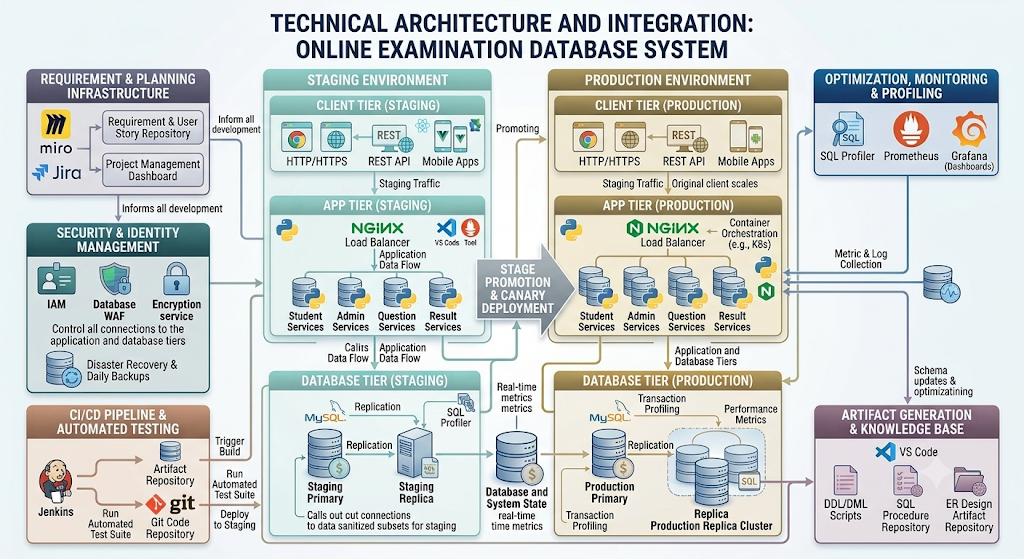 TECHNICAL ARCHITECTURE AND INTEGRATION:
ONLINE EXAMINATION DATABASE SYSTEM
REQUIREMENT & PLANNING
INFRASTRUCTURE
miro
Requirement & User
Story Repository
Jira
Project Management
Dashboard
Inform all
development
Informs all development
SECURITY & IDENTITY
MANAGEMENT
IAM
Database
WAF
Encryption
service
Control all connections to the
application and database tiers
Disaster Recovery &
Daily Backups
CI/CD PIPELINE &
AUTOMATED TESTING
Jenkins
Artifact
Repository
git
Git Code
Repository
Run
Automated
Test Suite
Trigger
Build
Run
Automated
Test Suite
Deploy
to Staging
STAGING ENVIRONMENT
CLIENT TIER (STAGING)
HTTP/HTTPS
REST
REST API
Mobile Apps
Staging Traffic
APP TIER (STAGING)
NGINX
Load Balancer
VS Cods
Toel
Application
Data Flow
Student
Services
Admin
Services
Question
Services
Result
Services
Calirs
Data Flow
Application
Data Flow
DATABASE TIER (STAGING)
MySQL
Replication
SQL
Profiler
Replication
Staging
Primary
Staging
Replica
Calls out cut connections
to data sanitized subsets for staging
Promoting
STAGE
PROMOTION
& CANARY
DEPLOYMENT
Real-time
metrics
metrics
Database and
System State
real-time
time metrics
PRODUCTION ENVIRONMENT
CLIENT TIER (PRODUCTION)
HTTP/HTTPS
REST
REST API
Mobile Apps
Staging Traffic
Original client scales
APP TIER (PRODUCTION)
NGINX
Load Balancer
Container
Orchestration
(e.g., K8s)
Student
Services
Admin
Services
Question
Services
Result
Services
Application and
Database Tiers
DATABASE TIER (PRODUCTION)
MySQL
Transaction
Profiling
Performance
Metrics
Replication
SQL
Production
Primary
Transaction
Profiling
Replica
Production Replica Cluster
OPTIMIZATION, MONITORING
& PROFILING
SQL
SQL Profiler
Prometheus
Grafana
(Dashboards)
Metric & Log
Collection
Schema
updates &
optimizatining
ARTIFACT GENERATION
& KNOWLEDGE BASE
VS Code
DDL/DML
Scripts
SQL
Procedure
Repository
ER Design
Artifact
Repository